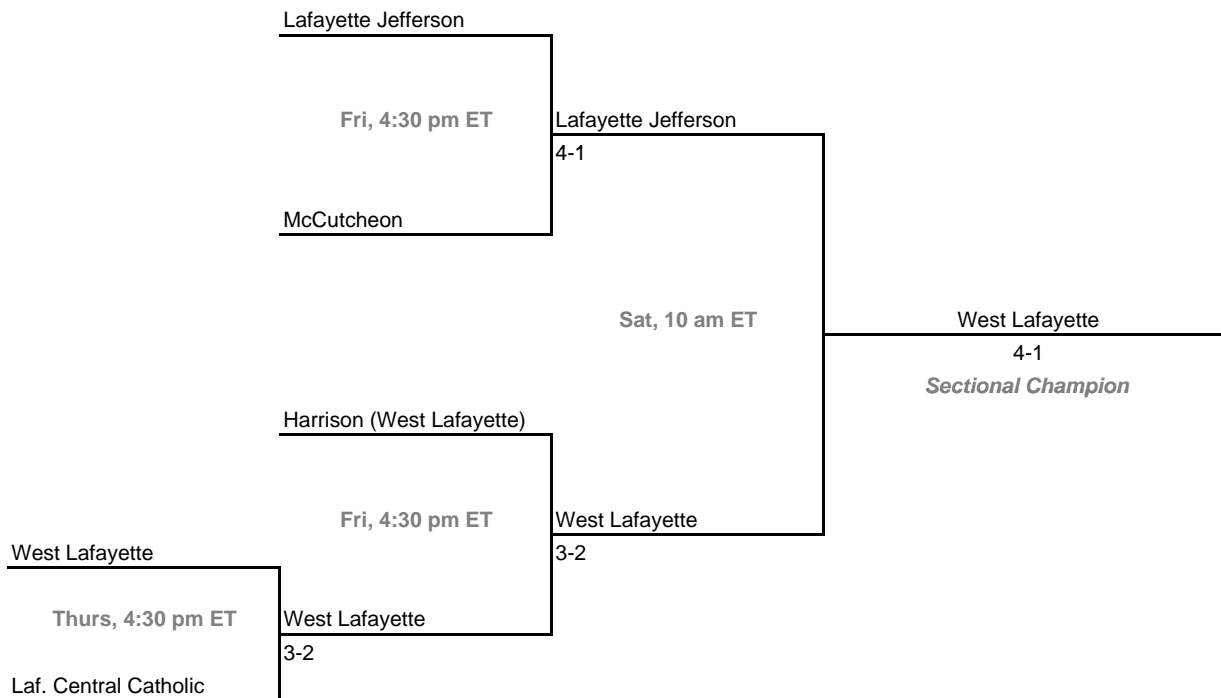 Lafayette Jefferson
Fri, 4:30 pm ET
Lafayette Jefferson
4-1
McCutcheon
Sat, 10 am ET
West Lafayette
4-1
Sectional Champion
Harrison (West Lafayette)
Fri, 4:30 pm ET
West Lafayette
3-2
West Lafayette
Thurs, 4:30 pm ET
West Lafayette
3-2
Laf. Central Catholic